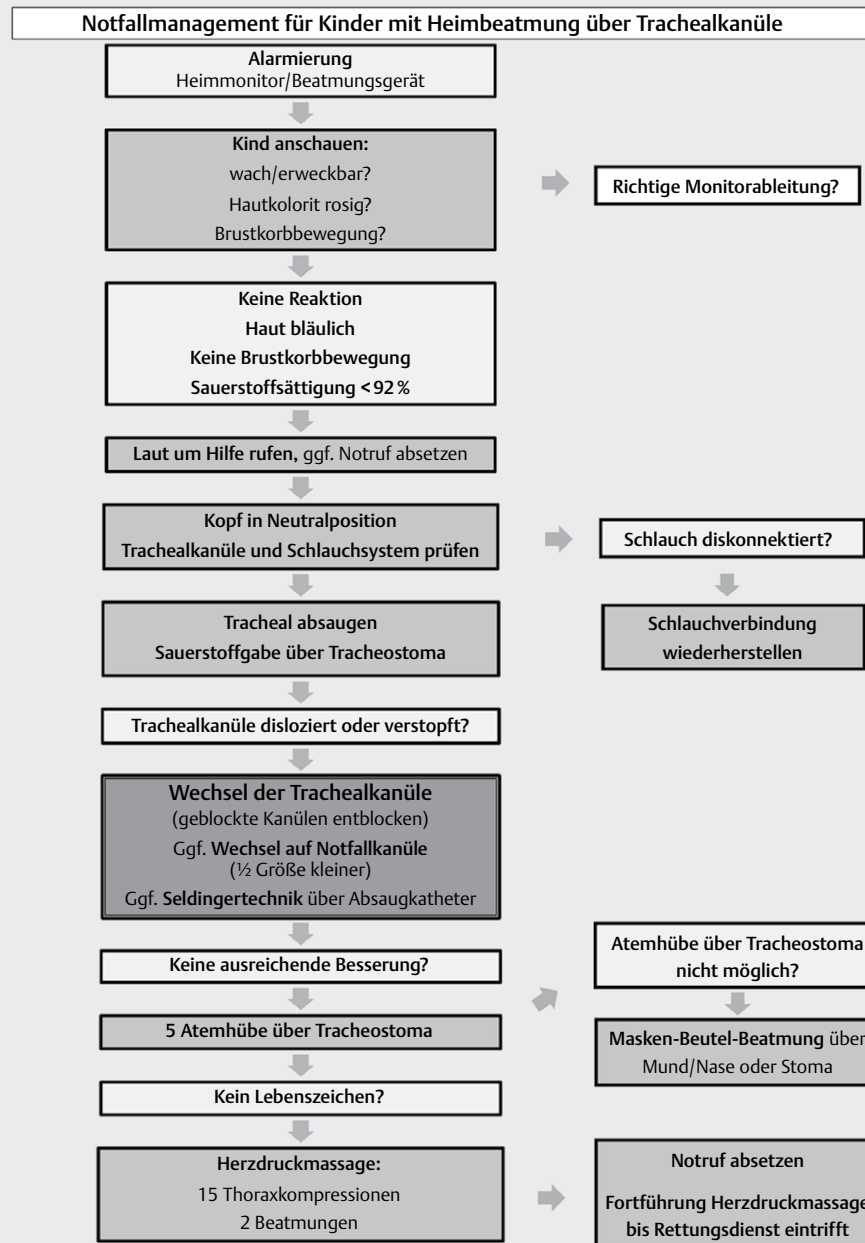 Notfallmanagement für Kinder mit Heimbeatmung über Trachealkanüle
Alarmierung
Heimmonitor/Beatmungsgerät
Kind anschauen:
wach/erweckbar?
Hautkolorit rosig?
Brustkorbbewegung?
Richtige Monitorableitung?
Keine Reaktion
Haut bläulich
Keine Brustkorbbewegung
Sauerstoffsättigung <92 %
Laut um Hilfe rufen, ggf. Notruf absetzen
Kopf in Neutralposition
Trachealkanüle und Schlauchsystem prüfen
Schlauch diskonnektiert?
Schlauchverbindung
wiederherstellen
Tracheal absaugen
Sauerstoffgabe über Tracheostoma
Trachealkanüle disloziert oder verstopft?
Wechsel der Trachealkanüle
(geblockte Kanülen entblocken)
Ggf. Wechsel auf Notfallkanüle
(½ Größe kleiner)
Ggf. Seldingertechnik über Absaugkatheter
Keine ausreichende Besserung?
Atemhübe über Tracheostoma
nicht möglich?
5 Atemhübe über Tracheostoma
Masken-Beutel-Beatmung über
Mund/Nase oder Stoma
Kein Lebenszeichen?
Herzdruckmassage:
15 Thoraxkompressionen
2 Beatmungen
Notruf absetzen
Fortführung Herzdruckmassage
bis Rettungsdienst eintrifft